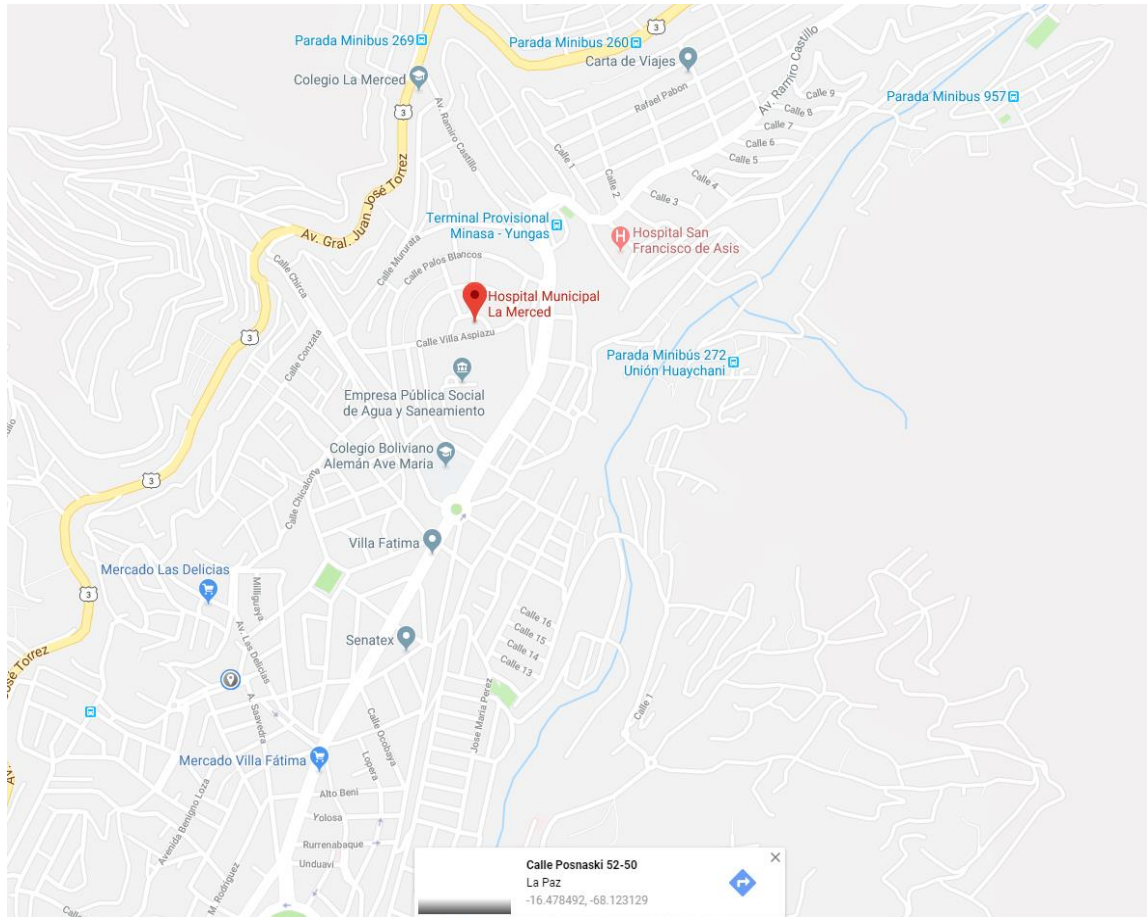 3
Parada Minibus 269
Parada Minibus 260
Carta de Viajes
Colegio La Merced
Av. Ramiro Castillo
Calle 9
Parada Minibus 957
Rafael Pabon
Calle 8
3
Av. Ramiro Castillo
Calle 7
Calle 6
Calle 1
Calle 5
Calle 2
Calle 4
Calle 3
Av. Gral. Juan José Torrez
Terminal Provisional
Minasa - Yungas
H
Hospital San
Francisco de Asis
Calle Mururata
Calle Palos Blancos
Calle Chirca
Hospital Municipal
La Merced
3
Calle Villa Aspiazu
Calle Conzata
Parada Minibús 272
Unión Huaychani
Empresa Pública Social
de Agua y Saneamiento
Colegio Boliviano
Alemán Ave Maria
3
Calle Chicaloma
Villa Fatima
Mercado Las Delicias
3
Milliguaya
Calle 16
Av. Las Delicias
Calle 15
Senatex
Calle 14
Calle 13
José Torrez
A. Saavedra
Jose Maria Perez
Calle 1
Calle Ocobaya
Mercado Villa Fátima
Lopera
Av.
Avenida Benigno Loza
Alto Beni
Yolosa
Rurrenabaque
Unduavi
M. Rodríguez
Calle
Calle Posnaski 52-50
La Paz
-16.478492, -68.123129